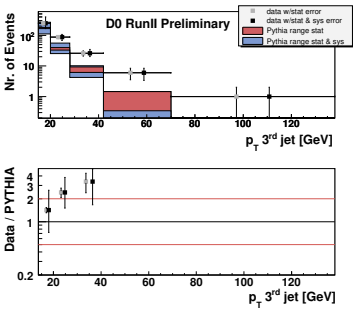 D0 RunII Preliminary
data w/stat error
data w/stat & sys error
Pythia range stat
Pythia range stat & sys
Nr. of Events
10²
10
1
20 40 60 80 100 120
p_T 3rd jet [GeV]
Data / PYTHIA
4
3
2
1
0.2
20 40 60 80 100 120
p_T 3rd jet [GeV]